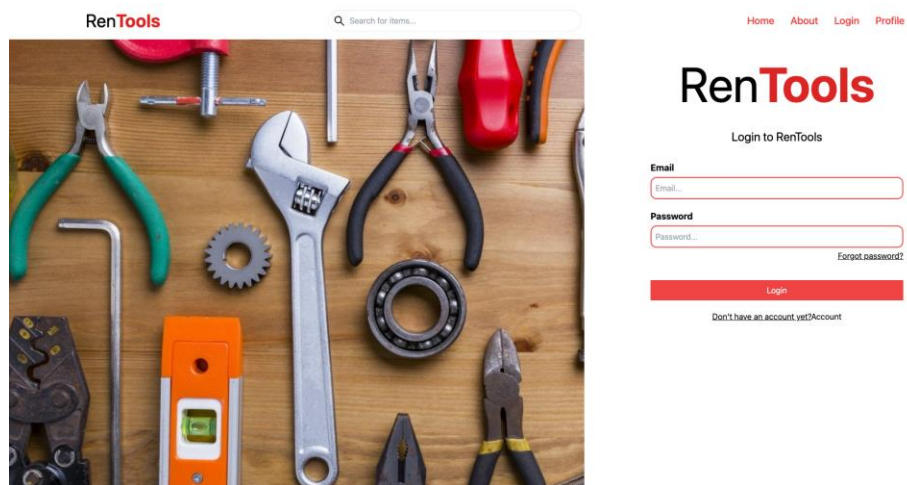 RenTools
Search for items...
Home About Login Profile
RenTools
Login to RenTools
Email
Email...
Password
Password...
Forgot password?
Login
Don't have an account yet?Account